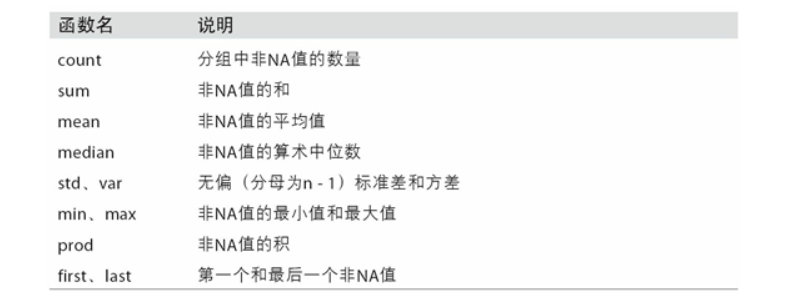 函数名 说明
count 分组中非NA值的数量
sum 非NA值的和
mean 非NA值的平均值
median 非NA值的算术中位数
std、var 无偏（分母为n - 1）标准差和方差
min、max 非NA值的最小值和最大值
prod 非NA值的积
first、last 第一个和最后一个非NA值